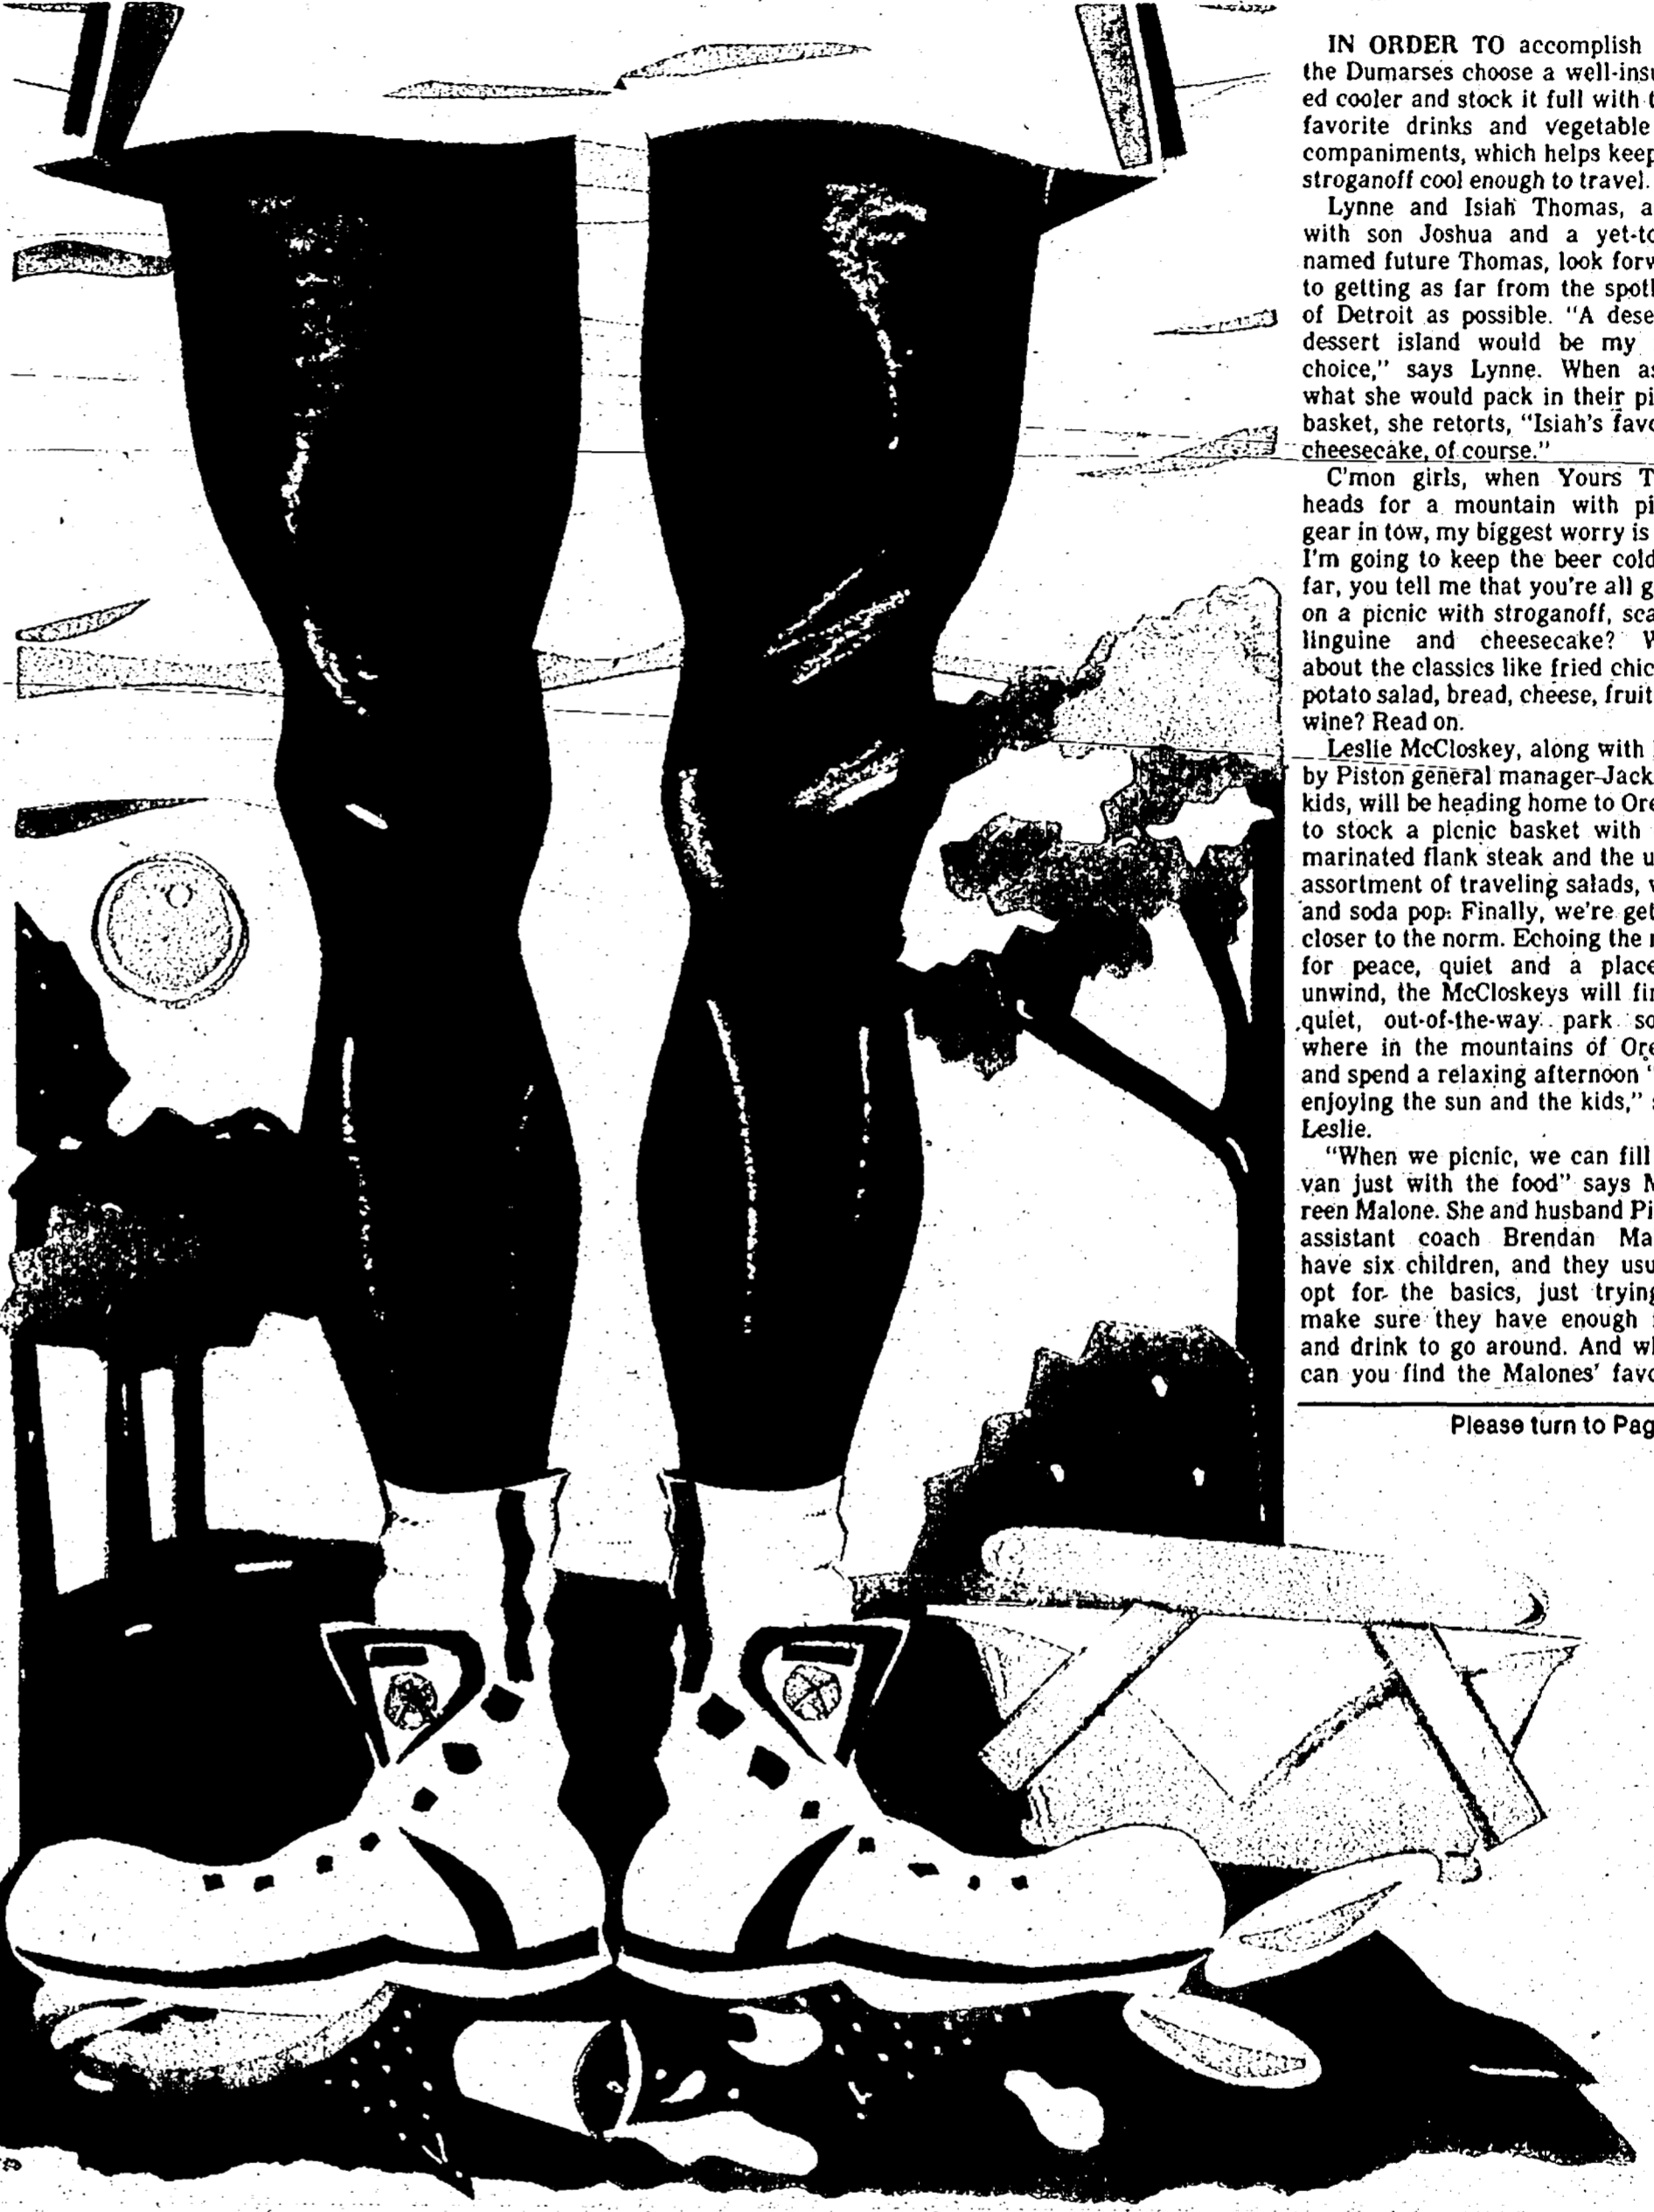 IN ORDER TO accomplish
the Dumarses choose a well-insu
ed cooler and stock it full with t
favorite drinks and vegetable
companiments, which helps keep
stroganoff cool enough to travel.
Lynne and Isiah Thomas, a
with son Joshua and a yet-to
named future Thomas, look forw
to getting as far from the spotl
of Detroit as possible. "A dese
dessert island would be my
choice," says Lynne. When as
what she would pack in their pi
basket, she retorts, "Isiah's favo
cheesecake, of course."
C'mon girls, when Yours T
heads for a mountain with pi
gear in tow, my biggest worry is
I'm going to keep the beer cold
far, you tell me that you're all g
on a picnic with stroganoff, sca
linguine and cheesecake? W
about the classics like fried chic
potato salad, bread, cheese, fruit
wine? Read on.
Leslie McCloskey, along with
by Piston general manager Jack
kids, will be heading home to Ore
to stock a picnic basket with
marinated flank steak and the u
assortment of traveling salads, v
and soda pop. Finally, we're get
closer to the norm. Echoing the n
for peace, quiet and a place
unwind, the McCloskeys will fin
quiet, out-of-the-way park so
where in the mountains of Ore
and spend a relaxing afternoon "
enjoying the sun and the kids," s
Leslie.
"When we picnic, we can fill
van just with the food" says M
reen Malone. She and husband Pi
assistant coach Brendan Ma
have six children, and they usu
opt for the basics, just trying
make sure they have enough
and drink to go around. And wh
can you find the Malones' favo
Please turn to Pag